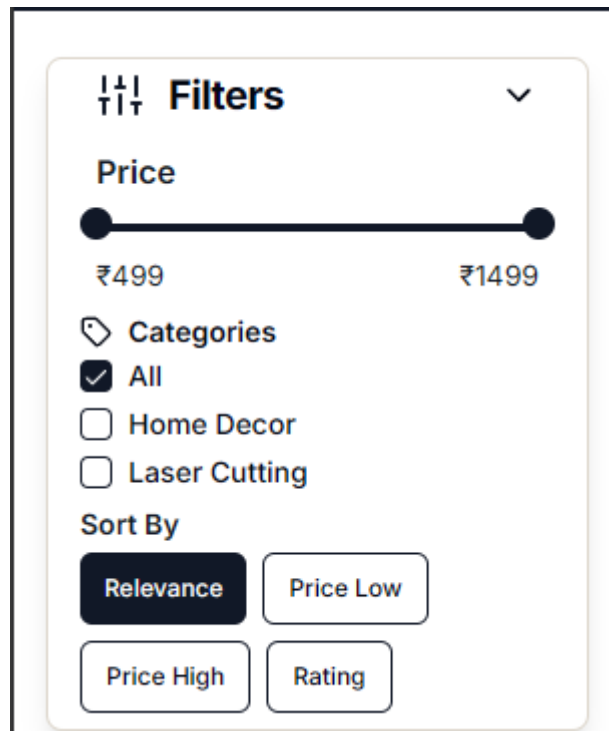 Filters
Price
₹499 ₹1499
Categories
All
Home Decor
Laser Cutting
Sort By
Relevance Price Low
Price High Rating